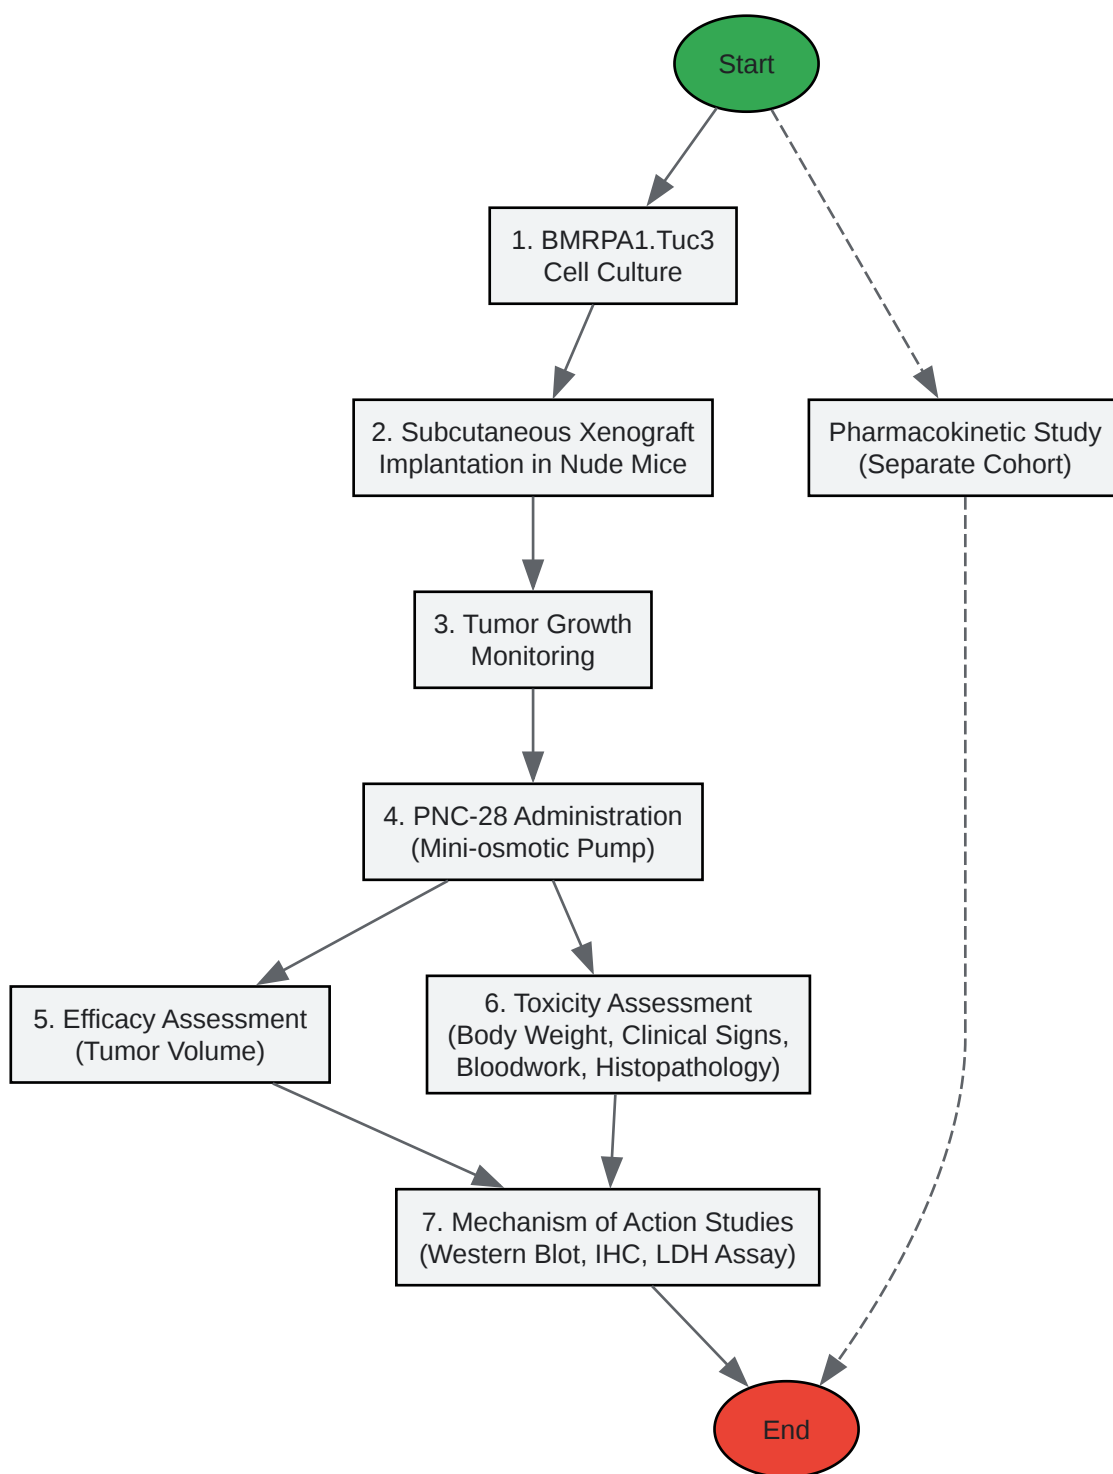 Start
1. BMRPA1.Tuc3
Cell Culture
2. Subcutaneous Xenograft
Implantation in Nude Mice
Pharmacokinetic Study
(Separate Cohort)
3. Tumor Growth
Monitoring
4. PNC-28 Administration
(Mini-osmotic Pump)
5. Efficacy Assessment
(Tumor Volume)
6. Toxicity Assessment
(Body Weight, Clinical Signs,
Bloodwork, Histopathology)
7. Mechanism of Action Studies
(Western Blot, IHC, LDH Assay)
End